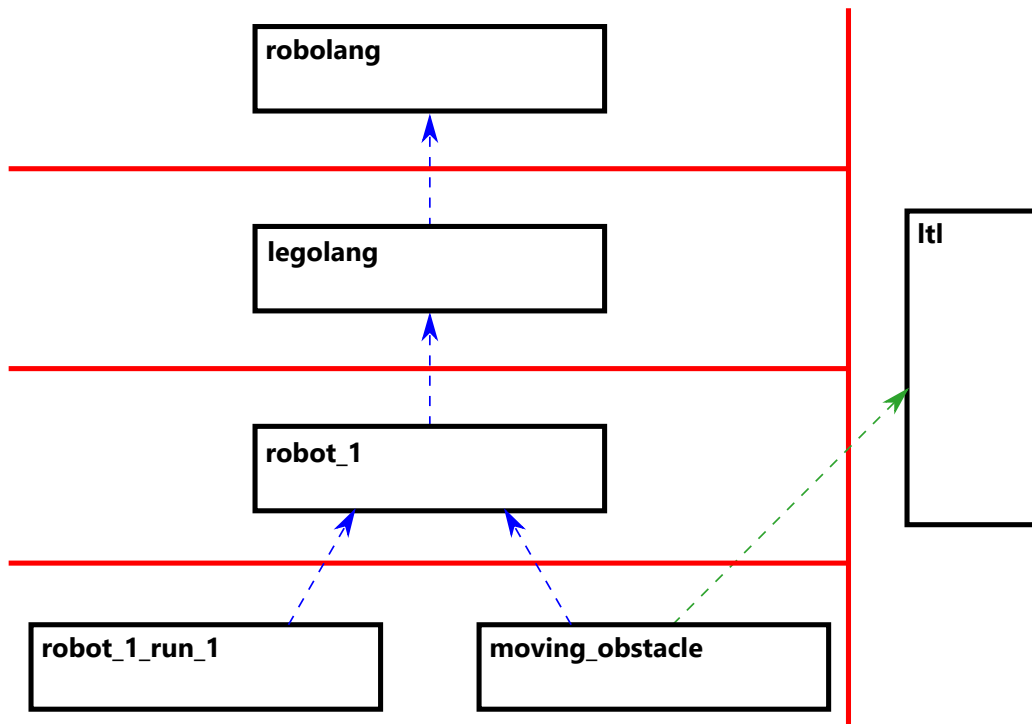 robolang
legolang
ltl
robot_1
robot_1_run_1
moving_obstacle